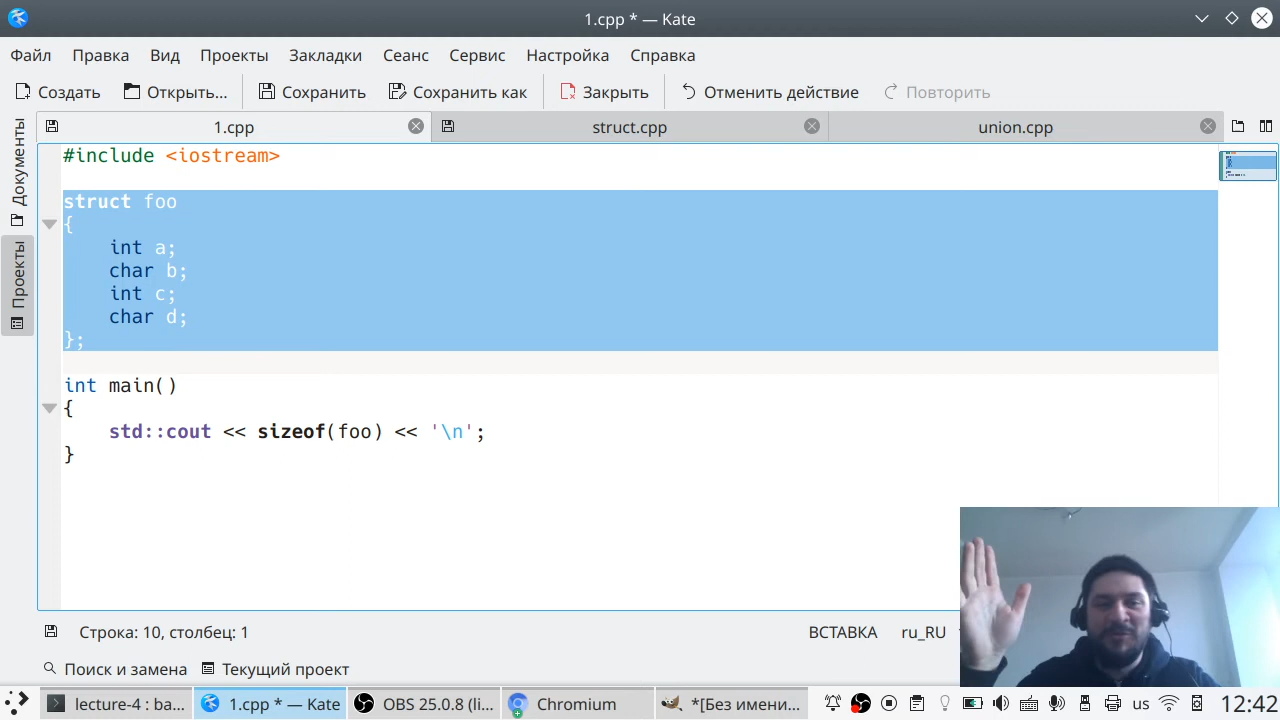 1.cpp * — Kate
Файл Правка Вид Проекты Закладки Сеанс Сервис Настройка Справка
Создать Открыть... Сохранить Сохранить как Закрыть Отменить действие Повторить
1.cpp struct.cpp union.cpp
Документы
Проекты
#include <iostream>
struct foo
{
    int a;
    char b;
    int c;
    char d;
};
int main()
{
    std::cout << sizeof(foo) << '\n';
}
Строка: 10, столбец: 1 ВСТАВКА ru_RU
Поиск и замена Текущий проект
lecture-4 : ba... 1.cpp * — Kate OBS 25.0.8 (li... Chromium *[Без имени... us 12:42